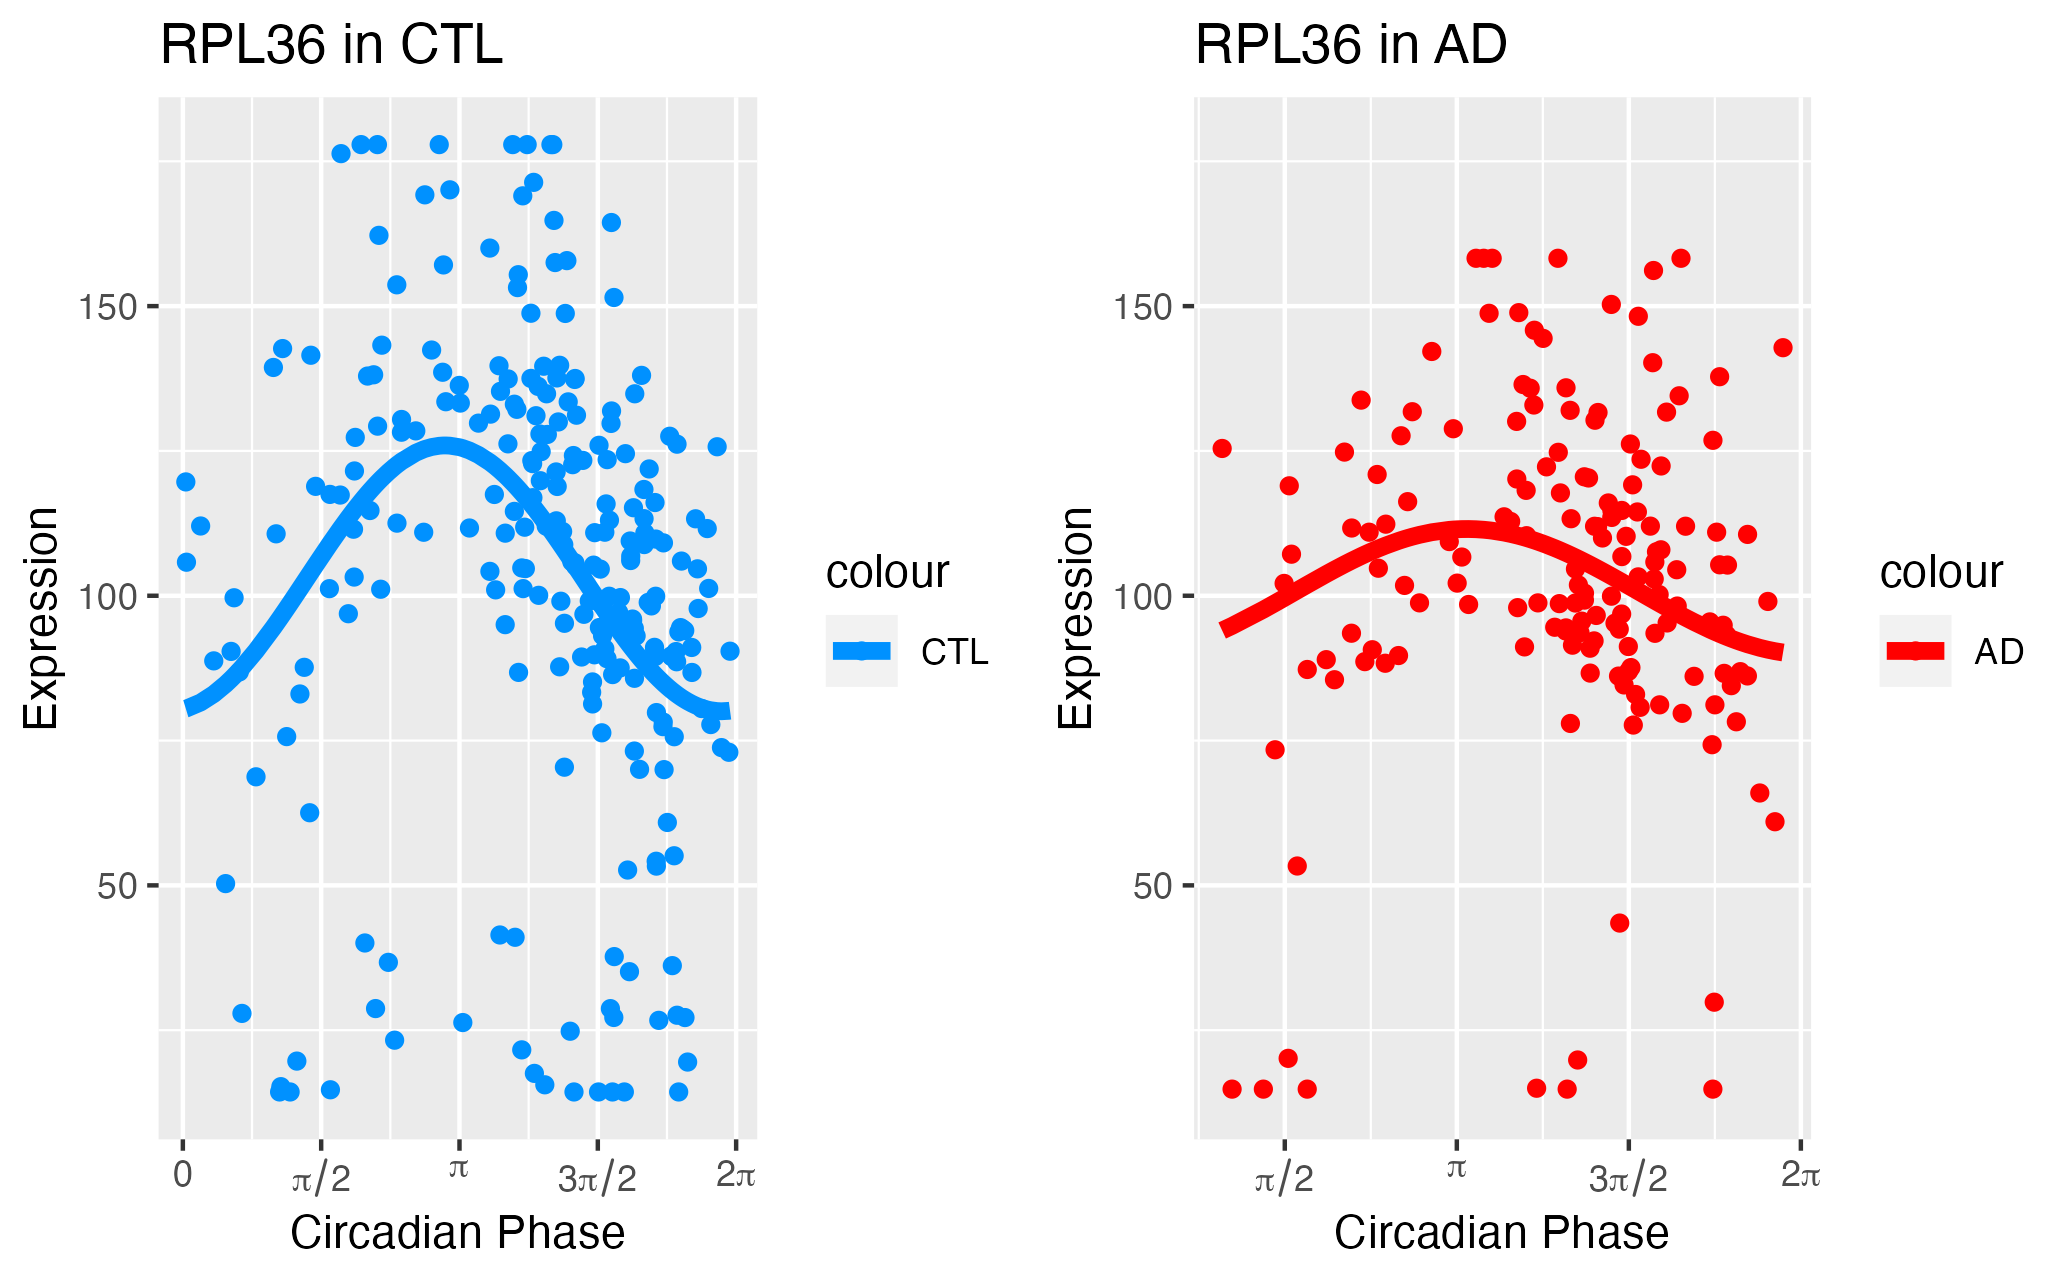 RPL36 in CTL
Expression
150
100
50
0
π/2
π
3π/2
2π
Circadian Phase
colour
CTL
RPL36 in AD
Expression
150
100
50
π/2
π
3π/2
2π
Circadian Phase
colour
AD